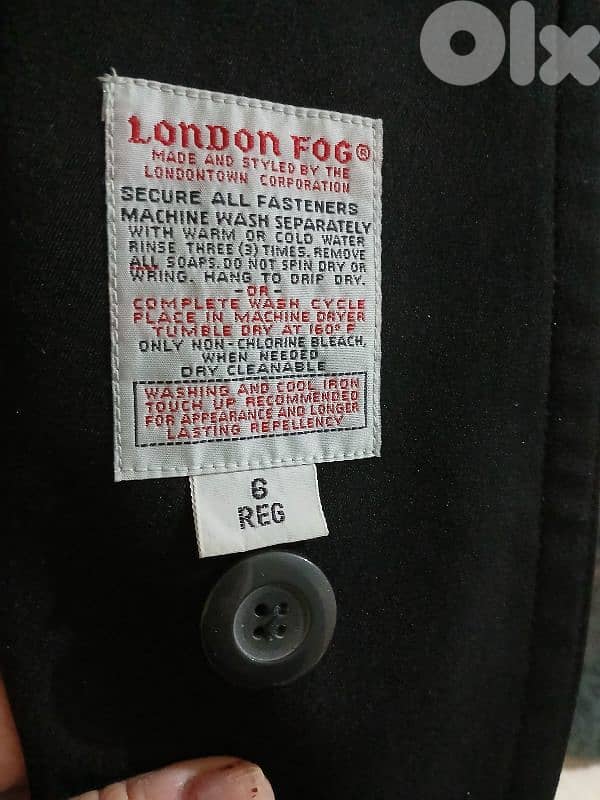 Olx
LONDON FOG®
MADE AND STYLED BY THE
LONDONTOWN CORPORATION
SECURE ALL FASTENERS
MACHINE WASH SEPARATELY
WITH WARM OR COLD WATER
RINSE THREE (3) TIMES. REMOVE
ALL SOAPS. DO NOT SPIN DRY OR
WRING. HANG TO DRIP DRY.
-OR-
COMPLETE WASH CYCLE
PLACE IN MACHINE DRYER
TUMBLE DRY AT 160° F
ONLY NON-CHLORINE BLEACH,
WHEN NEEDED
DRY CLEANABLE
WASHING AND COOL IRON
TOUCH UP RECOMMENDED
FOR APPEARANCE AND LONGER
LASTING REPELLENCY
6
REG